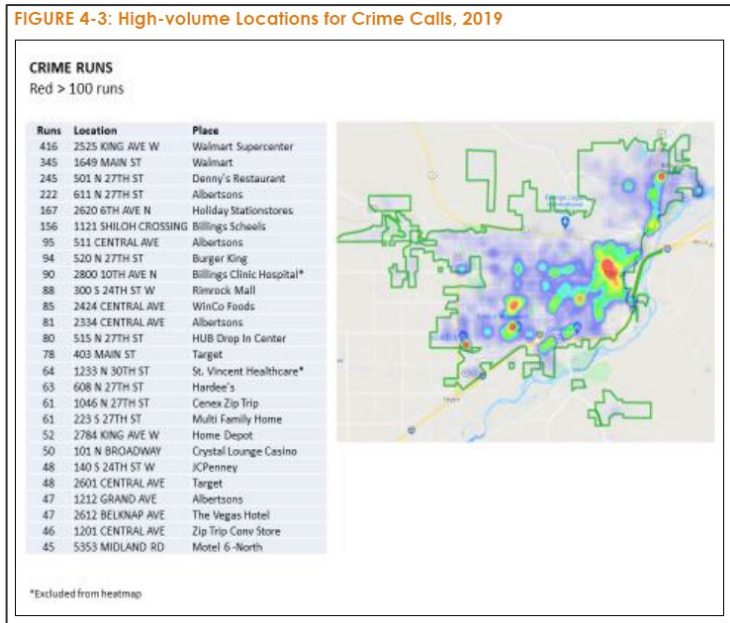 FIGURE 4-3: High-volume Locations for Crime Calls, 2019
CRIME RUNS
Red > 100 runs
Runs Location Place
416 2525 KING AVE W Walmart Supercenter
345 1649 MAIN ST Walmart
245 501 N 27TH ST Denny's Restaurant
222 611 N 27TH ST Albertsons
167 2620 6TH AVE N Holiday Stationstores
156 1121 SHILOH CROSSING Billings Scheels
95 511 CENTRAL AVE Albertsons
94 520 N 27TH ST Burger King
90 2800 10TH AVE N Billings Clinic Hospital*
88 300 S 24TH ST W Rimrock Mall
85 2424 CENTRAL AVE WinCo Foods
81 2334 CENTRAL AVE Albertsons
80 515 N 27TH ST HUB Drop In Center
78 403 MAIN ST Target
64 1233 N 30TH ST St. Vincent Healthcare*
63 608 N 27TH ST Hardee's
61 1046 N 27TH ST Cenex Zip Trip
61 223 S 27TH ST Multi Family Home
52 2784 KING AVE W Home Depot
50 101 N BROADWAY Crystal Lounge Casino
48 140 S 24TH ST W JCPenney
48 2601 CENTRAL AVE Target
47 1212 GRAND AVE Albertsons
47 2612 BELKNAP AVE The Vegas Hotel
46 1201 CENTRAL AVE Zip Trip Conv Store
45 5353 MIDLAND RD Motel 6 -North
*Excluded from heatmap